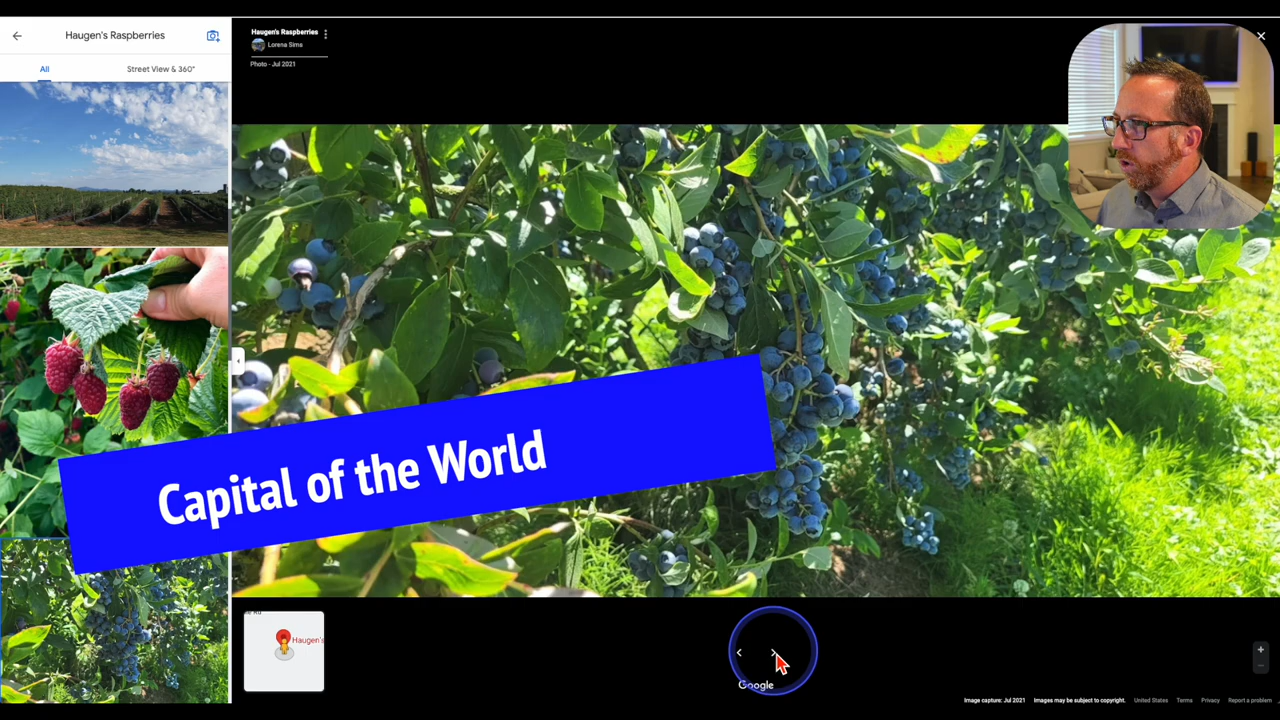 Haugen's Raspberries
All
Street View & 360°
Haugen's Raspberries
Lorena Sims
Photo - Jul 2021
Capital of the World
Haugen's
Google
Image capture: Jul 2021 Images may be subject to copyright. United States Terms Privacy Report a problem